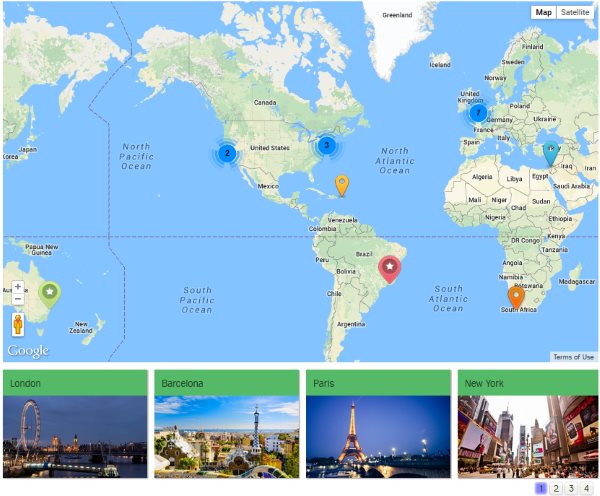 Greenland
Map
Satellite
Finland
Iceland
Sweden
Norway
United
Kingdom
7
Poland
Germany
Ukraine
France
Italy
Spain
Canada
North
Pacific
Ocean
2
United States
3
North
Atlantic
Ocean
Japan
Korea
Mexico
Algeria
Libya
Egypt
Iraq
Iran
Saudi Arabia
Mali
Niger
Sudan
Chad
Nigeria
Ethiopia
Venezuela
Colombia
DR Congo
Kenya
Tanzania
Papua New
Guinea
Peru
Brazil
Bolivia
Angola
Namibia
Botswana
Madagascar
South
Pacific
Ocean
South
Atlantic
Ocean
Chile
South Africa
Argentina
New
Zealand
+
−
Google
Terms of Use
London
Barcelona
Paris
New York
1 2 3 4